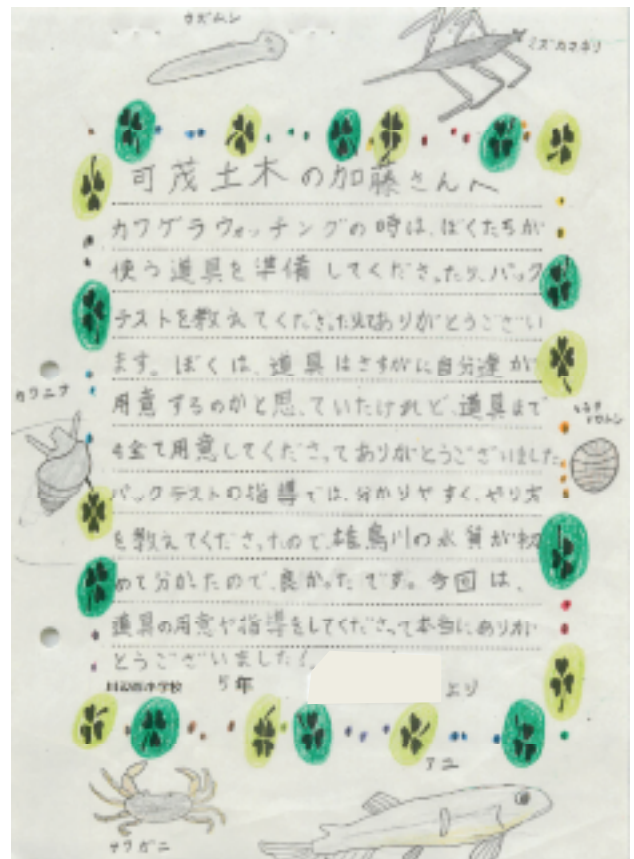 ウズムシ
ミズカマキリ
可茂土木の加藤さんへ
カワゲラウォッチングの時は、ぼくたちが
使う道具を準備してくださったり、パック
テストを教えてくださったりしてありがとうござい
ます。ぼくは、道具はさすがに自分達が
用意するのかと思っていたけれど、道具まで
全て用意してくださってありがとうございました。
パックテストの指導では、分かりやすく、やり方
を教えてくださったので、雄鳥川の水質が初
めて分かったので、良かったです。今回は、
道具の用意や指導をしてくださって本当にありが
とうございました!。
小学校 5年 より
カワニナ
アユ
サワガニ